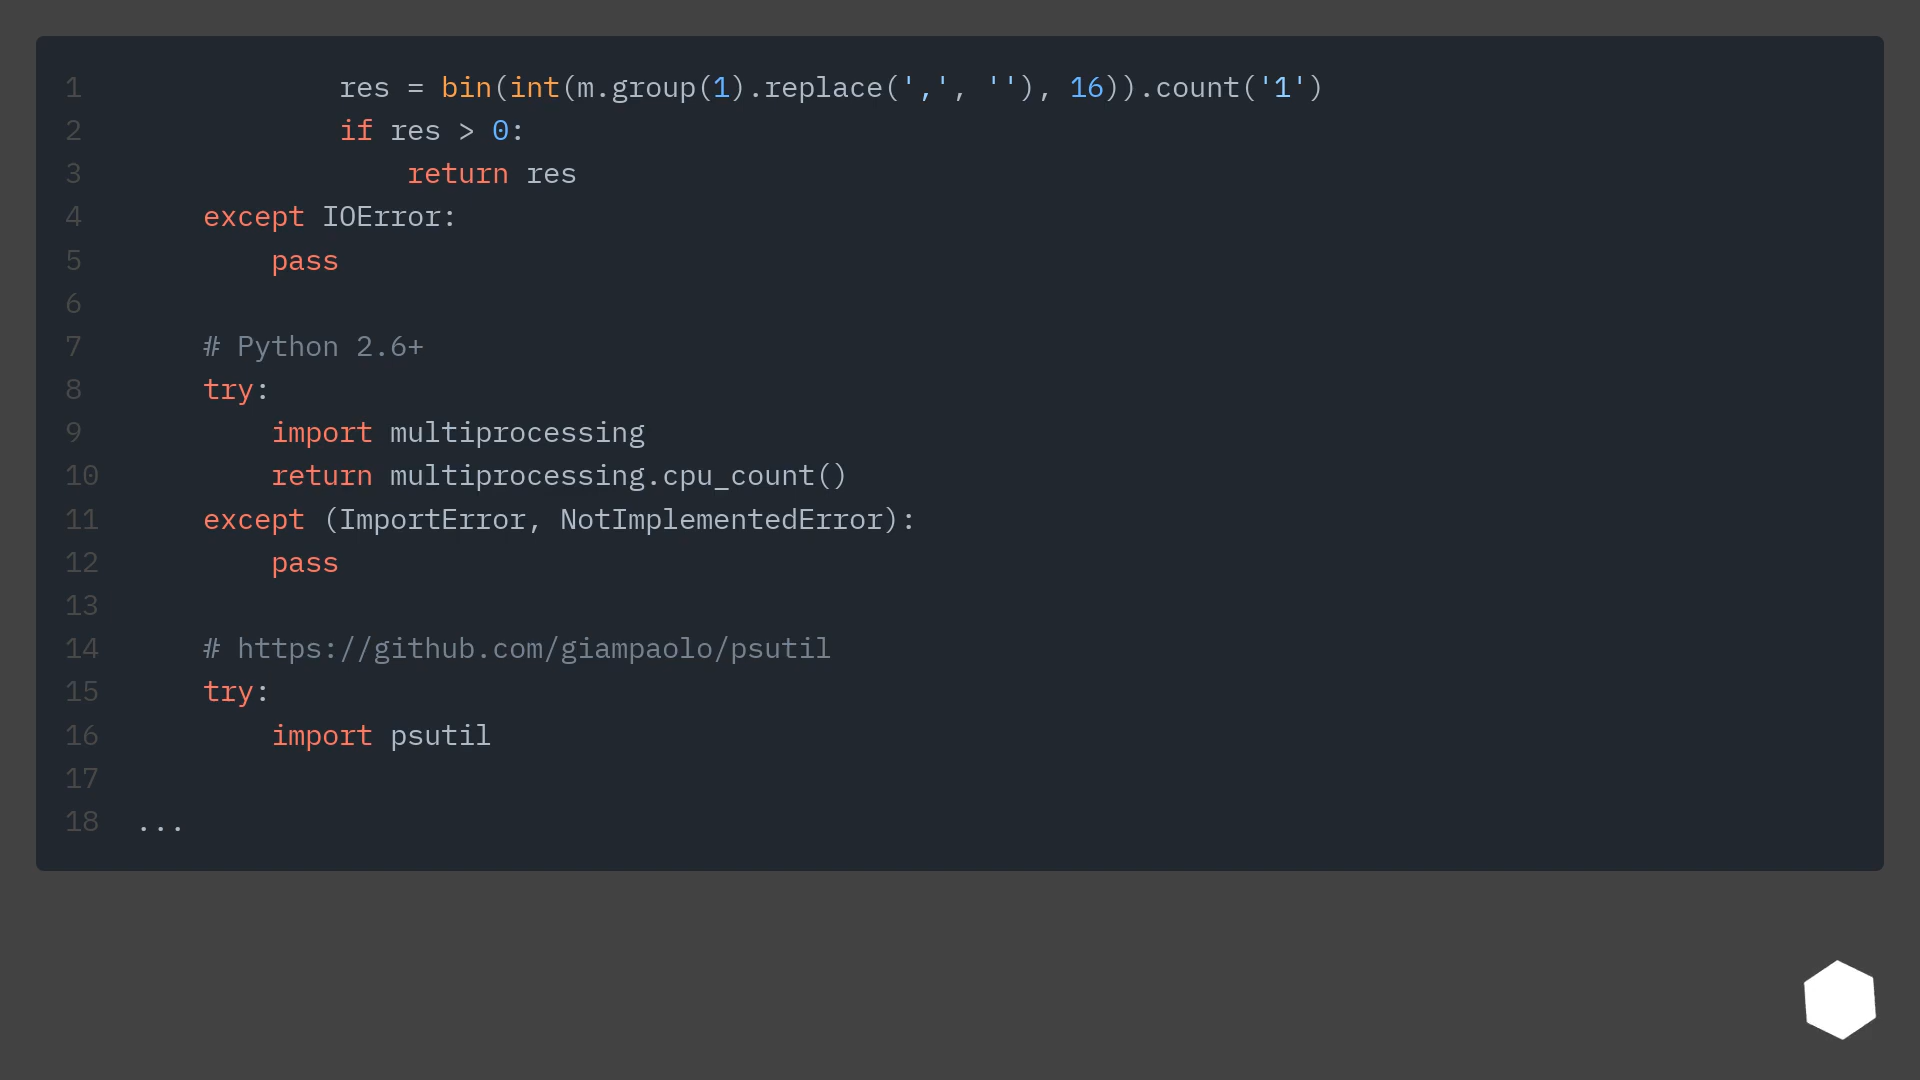 1 res = bin(int(m.group(1).replace(',', ''), 16)).count('1')
2 if res > 0:
3 return res
4 except IOError:
5 pass
6
7 # Python 2.6+
8 try:
9 import multiprocessing
10 return multiprocessing.cpu_count()
11 except (ImportError, NotImplementedError):
12 pass
13
14 # https://github.com/giampaolo/psutil
15 try:
16 import psutil
17
18 ...